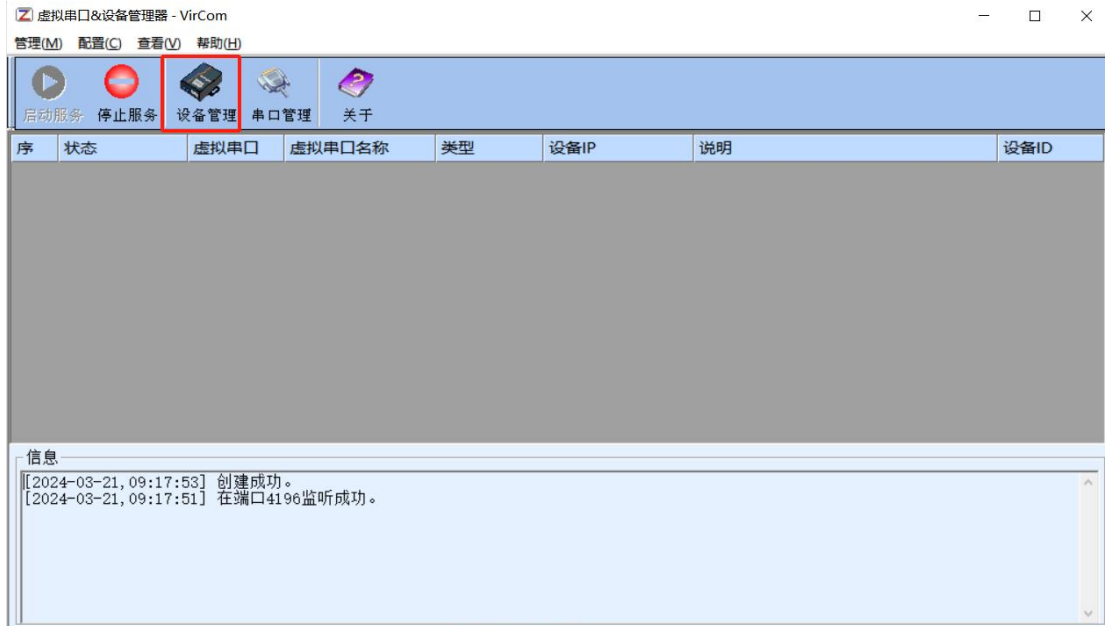 虚拟串口&设备管理器 - VirCom
管理(M) 配置(C) 查看(V) 帮助(H)
启动服务 停止服务 设备管理 串口管理 关于
序 状态 虚拟串口 虚拟串口名称 类型 设备IP 说明 设备ID
信息
[2024-03-21,09:17:53] 创建成功。
[2024-03-21,09:17:51] 在端口4196监听成功。